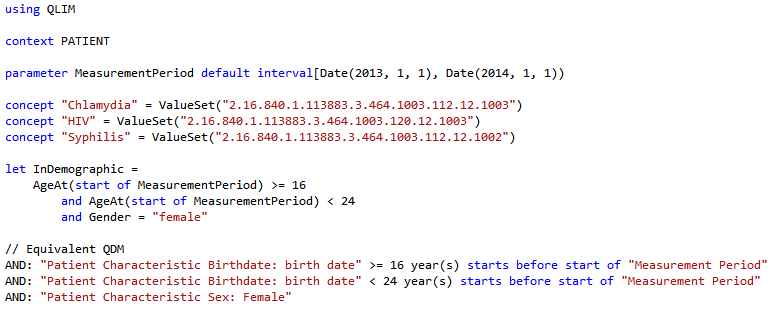 using QLIM
context PATIENT
parameter MeasurementPeriod default interval[Date(2013, 1, 1), Date(2014, 1, 1))
concept "Chlamydia" = ValueSet("2.16.840.1.113883.3.464.1003.112.12.1003")
concept "HIV" = ValueSet("2.16.840.1.113883.3.464.1003.120.12.1003")
concept "Syphilis" = ValueSet("2.16.840.1.113883.3.464.1003.112.12.1002")
let InDemographic =
    AgeAt(start of MeasurementPeriod) >= 16
        and AgeAt(start of MeasurementPeriod) < 24
        and Gender = "female"
// Equivalent QDM
AND: "Patient Characteristic Birthdate: birth date" >= 16 year(s) starts before start of "Measurement Period"
AND: "Patient Characteristic Birthdate: birth date" < 24 year(s) starts before start of "Measurement Period"
AND: "Patient Characteristic Sex: Female"